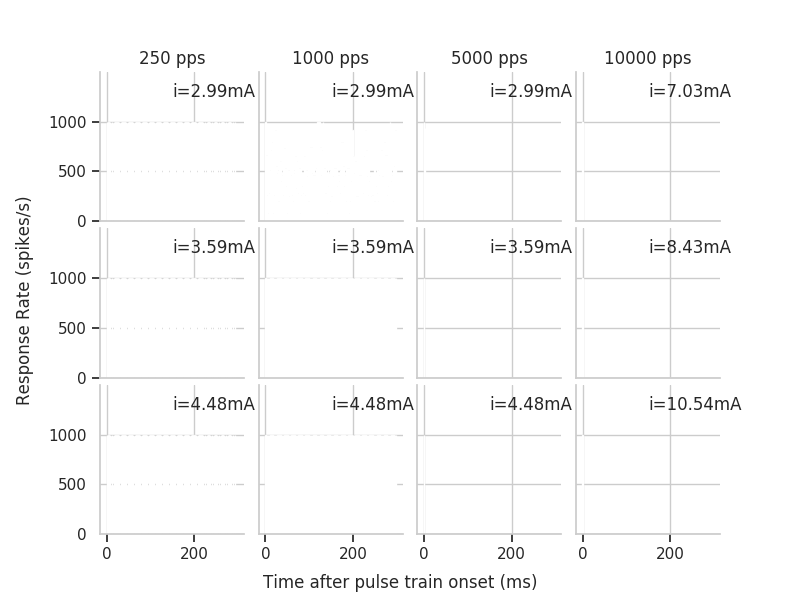 250 pps 1000 pps 5000 pps 10000 pps
i=2.99mA i=2.99mA i=2.99mA i=7.03mA
1000
500
0
i=3.59mA i=3.59mA i=3.59mA i=8.43mA
1000
500
0
i=4.48mA i=4.48mA i=4.48mA i=10.54mA
1000
500
0
0 200 0 200 0 200 0 200
Response Rate (spikes/s)
Time after pulse train onset (ms)